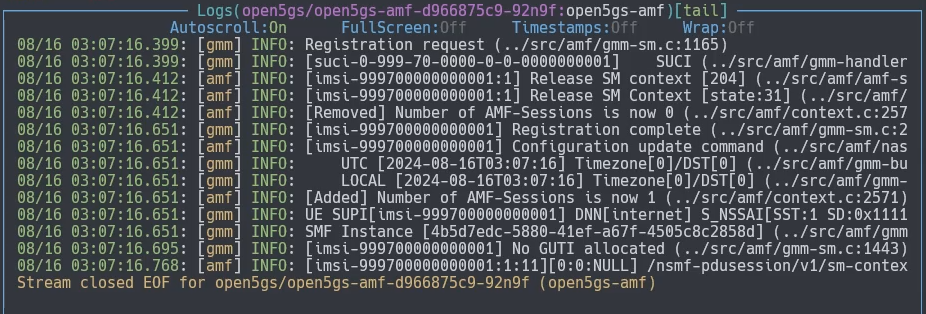 Logs(open5gs/open5gs-amf-d966875c9-92n9f:open5gs-amf)[tail]
Autoscroll:On FullScreen:Off Timestamps:Off Wrap:Off
08/16 03:07:16.399: [gmm] INFO: Registration request (../src/amf/gmm-sm.c:1165)
08/16 03:07:16.399: [gmm] INFO: [suci-0-999-70-0000-0-0-0000000001] SUCI (../src/amf/gmm-handler
08/16 03:07:16.412: [amf] INFO: [imsi-999700000000001:1] Release SM context [204] (../src/amf/amf-s
08/16 03:07:16.412: [amf] INFO: [imsi-999700000000001:1] Release SM Context [state:31] (../src/amf/
08/16 03:07:16.412: [amf] INFO: [Removed] Number of AMF-Sessions is now 0 (../src/amf/context.c:257
08/16 03:07:16.651: [gmm] INFO: [imsi-999700000000001] Registration complete (../src/amf/gmm-sm.c:2
08/16 03:07:16.651: [amf] INFO: [imsi-999700000000001] Configuration update command (../src/amf/nas
08/16 03:07:16.651: [gmm] INFO: UTC [2024-08-16T03:07:16] Timezone[0]/DST[0] (../src/amf/gmm-bu
08/16 03:07:16.651: [gmm] INFO: LOCAL [2024-08-16T03:07:16] Timezone[0]/DST[0] (../src/amf/gmm-
08/16 03:07:16.651: [amf] INFO: [Added] Number of AMF-Sessions is now 1 (../src/amf/context.c:2571)
08/16 03:07:16.651: [gmm] INFO: UE SUPI[imsi-999700000000001] DNN[internet] S_NSSAI[SST:1 SD:0x1111
08/16 03:07:16.651: [gmm] INFO: SMF Instance [4b5d7edc-5880-41ef-a67f-4505c8c2858d] (../src/amf/gmm
08/16 03:07:16.695: [gmm] INFO: [imsi-999700000000001] No GUTI allocated (../src/amf/gmm-sm.c:1443)
08/16 03:07:16.768: [amf] INFO: [imsi-999700000000001:1:11][0:0:NULL] /nsmf-pdusession/v1/sm-contex
Stream closed EOF for open5gs/open5gs-amf-d966875c9-92n9f (open5gs-amf)